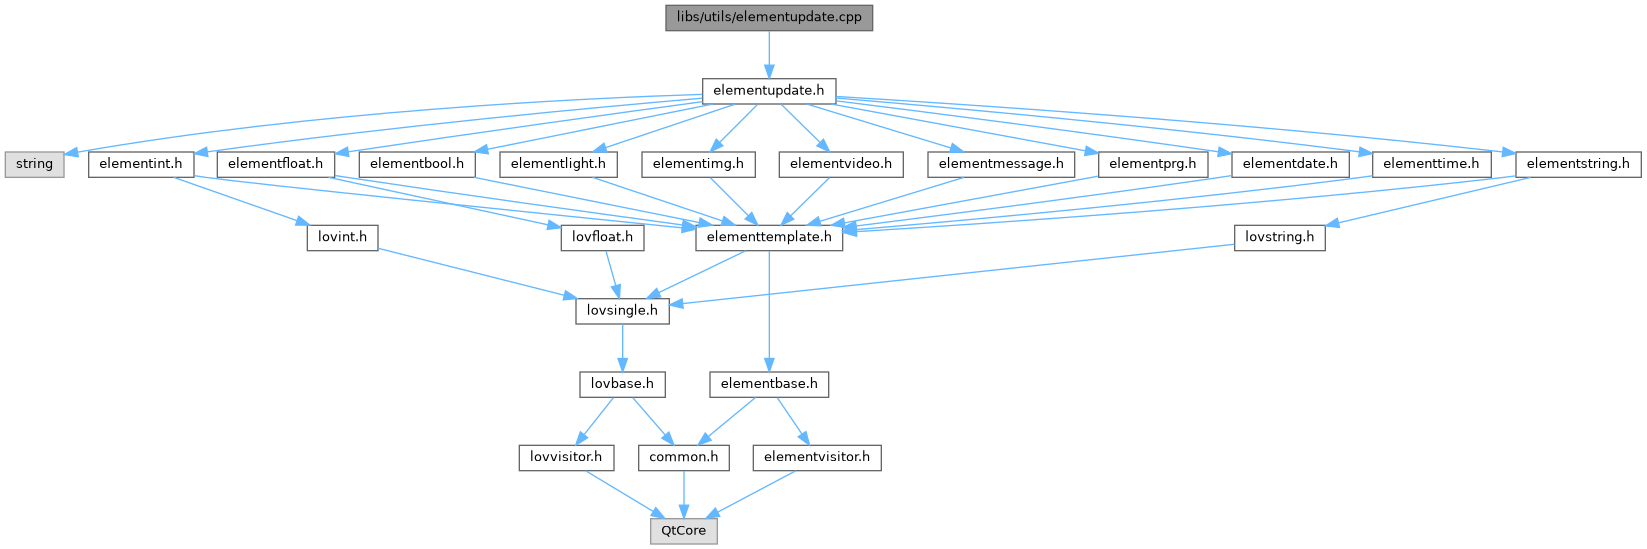 libs/utils/elementupdate.cpp
elementupdate.h
string
elementint.h
elementfloat.h
elementbool.h
elementlight.h
elementimg.h
elementvideo.h
elementmessage.h
elementprg.h
elementdate.h
elementtime.h
elementstring.h
lovint.h
lovfloat.h
elementtemplate.h
lovstring.h
lovsingle.h
lovbase.h
elementbase.h
lovvisitor.h
common.h
elementvisitor.h
QtCore